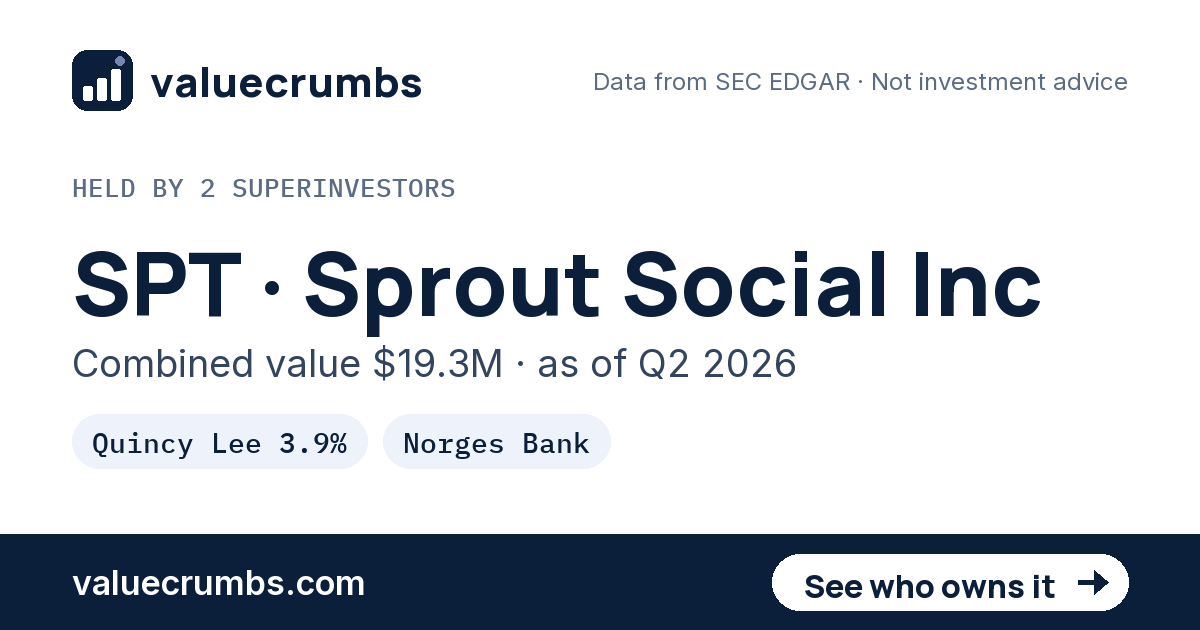 valuecrumbs
Data from SEC EDGAR · Not investment advice
HELD BY 2 SUPERINVESTORS
SPT · Sprout Social Inc
Combined value $19.3M · as of Q2 2026
Quincy Lee 3.9%
Norges Bank
valuecrumbs.com
See who owns it →